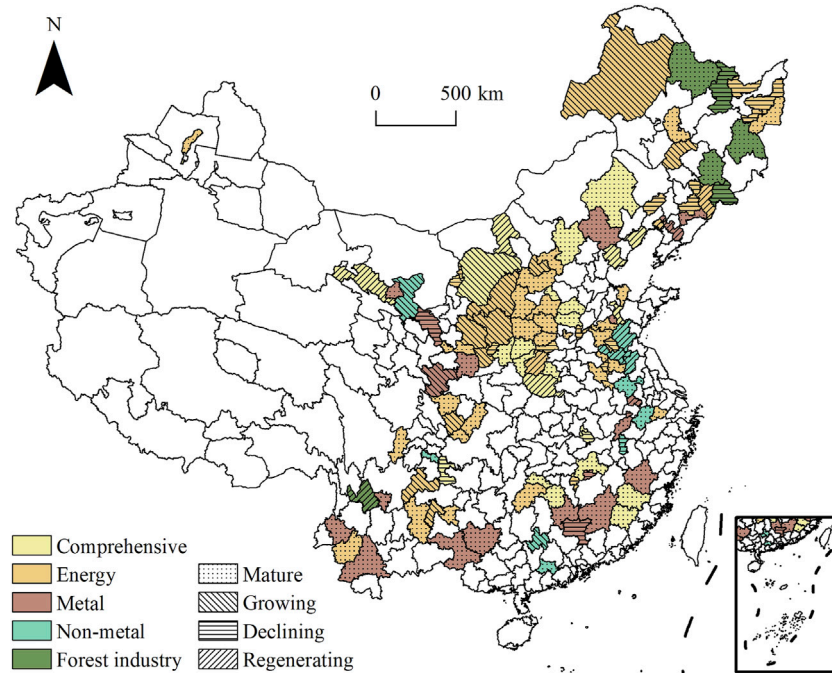 N
0 500 km
Comprehensive
Energy
Metal
Non-metal
Forest industry
Mature
Growing
Declining
Regenerating